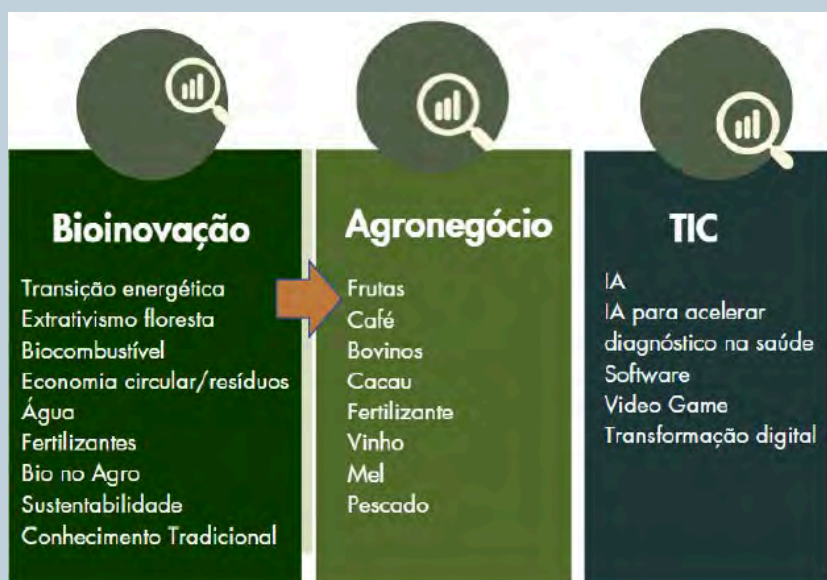 Bioinovação
Transição energética
Extrativismo floresta
Biocombustível
Economia circular/resíduos
Água
Fertilizantes
Bio no Agro
Sustentabilidade
Conhecimento Tradicional
Agronegócio
Frutas
Café
Bovinos
Cacau
Fertilizante
Vinho
Mel
Pescado
TIC
IA
IA para acelerar
diagnóstico na saúde
Software
Video Game
Transformação digital